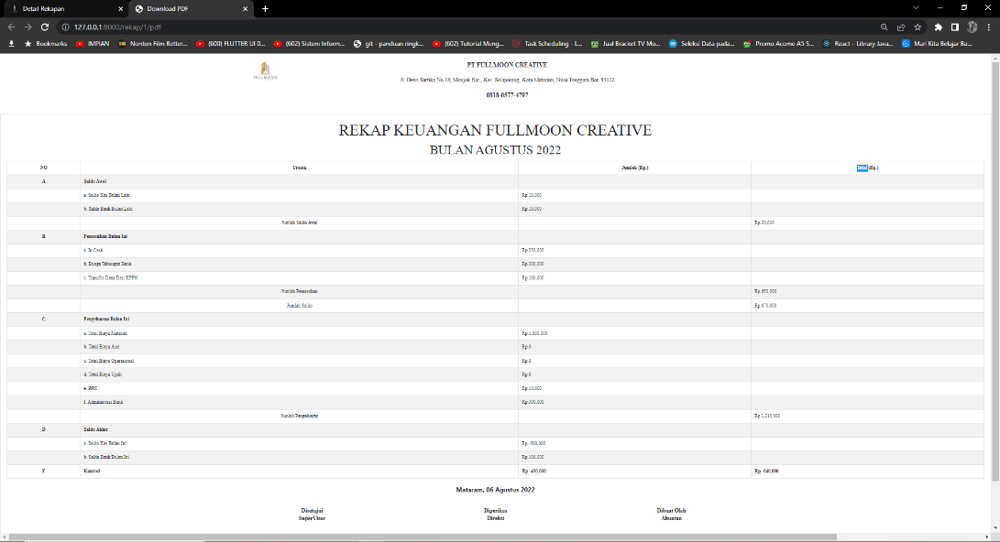 Detail Rekapan
Download PDF
127.0.0.1:8000/rekap/1/pdf
Bookmarks
IMPIAN
Nonton Film Better...
(600) FLUTTER UI 0...
(602) Sistem Inform...
git - panduan ringk...
(602) Tutorial Meng...
Task Scheduling - L...
Jual Bracket TV Mo...
Seleksi Data pada...
Promo Acome A5 S...
React – Library Java...
Mari Kita Belajar Ba...
FULLMOON
PT FULLMOON CREATIVE
Jl. Dewi Sartika No.18, Monjok Bar., Kec. Selaparang, Kota Mataram, Nusa Tenggara Bar. 83122
0818-0577-4797
REKAP KEUANGAN FULLMOON CREATIVE
BULAN AGUSTUS 2022
NO Uraian Jumlah (Rp.) Total (Rp.)
A Saldo Awal
a. Saldo Kas Bulan Lalu Rp.10,000
b. Saldo Bank Bulan Lalu Rp.10,000
Jumlah Saldo Awal Rp.20,000
B Pemasukan Bulan Ini
a. In Cash Rp.250,000
b. Bunga Tabungan Bank Rp.300,000
c. Transfer Dana Dari KPPN Rp.100,000
Jumlah Pemasukan Rp.650,000
Jumlah Saldo Rp.670,000
C Pengeluaran Bulan Ini
a. Total Biaya Material Rp.1,000,000
b. Total Biaya Aset Rp.0
c. Total Biaya Operasional Rp.0
d. Total Biaya Upah Rp.0
e. PPH Rp.10,000
f. Administrasi Bank Rp.300,000
Jumlah Pengeluaran Rp.1,310,000
D Saldo Akhir
a. Saldo Kas Bulan Ini Rp.-500,000
b. Saldo Bank Bulan Ini Rp.100,000
E Kontrol Rp.-400,000 Rp.-640,000
Mataram, 06 Agustus 2022
Disetujui Diperiksa Dibuat Oleh
SuperVisor Direksi Akuntan